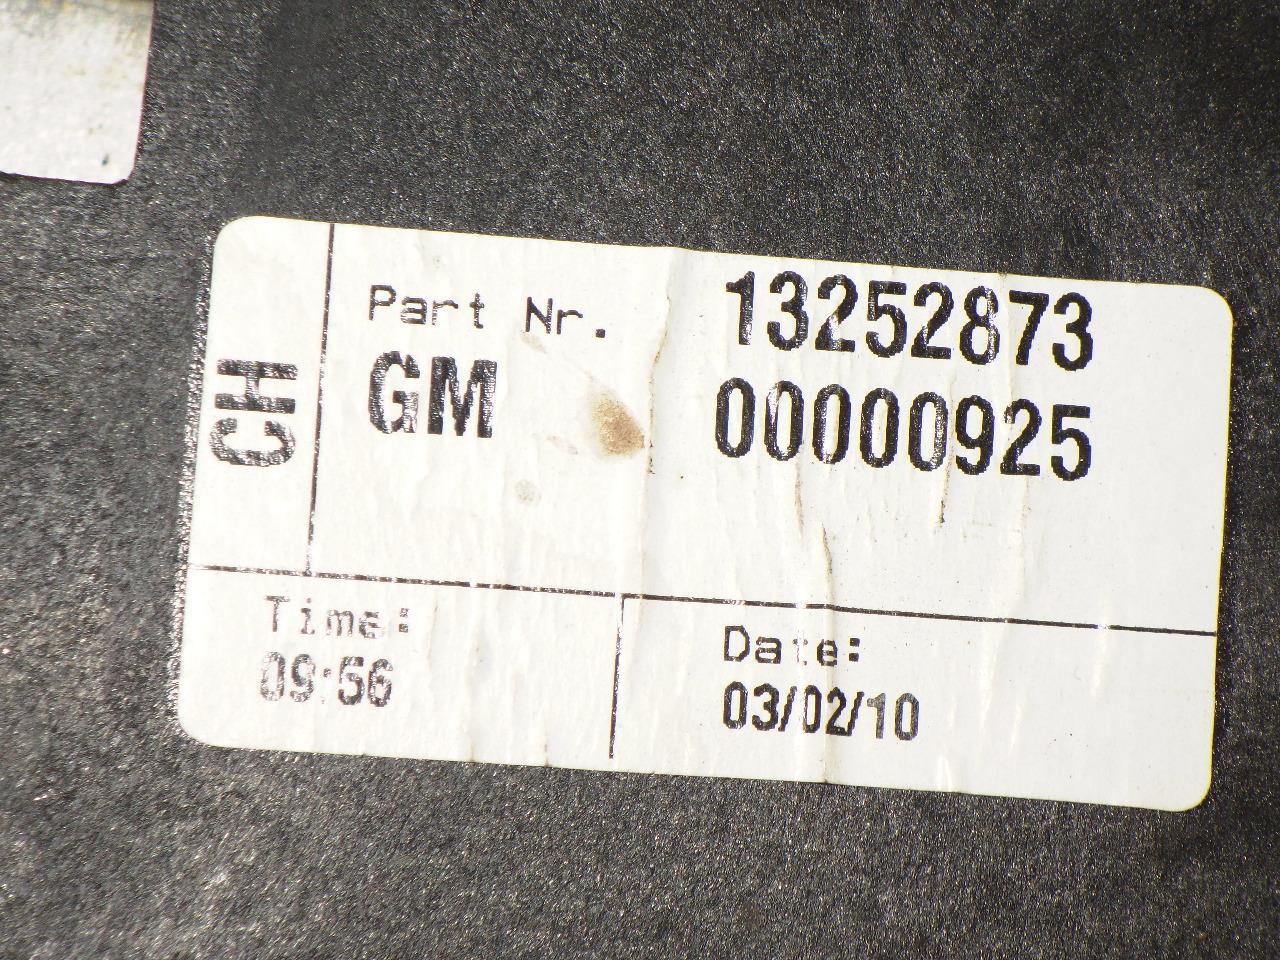 CH
Part Nr. 13252873
GM 00000925
Time:
09:56
Date:
03/02/10